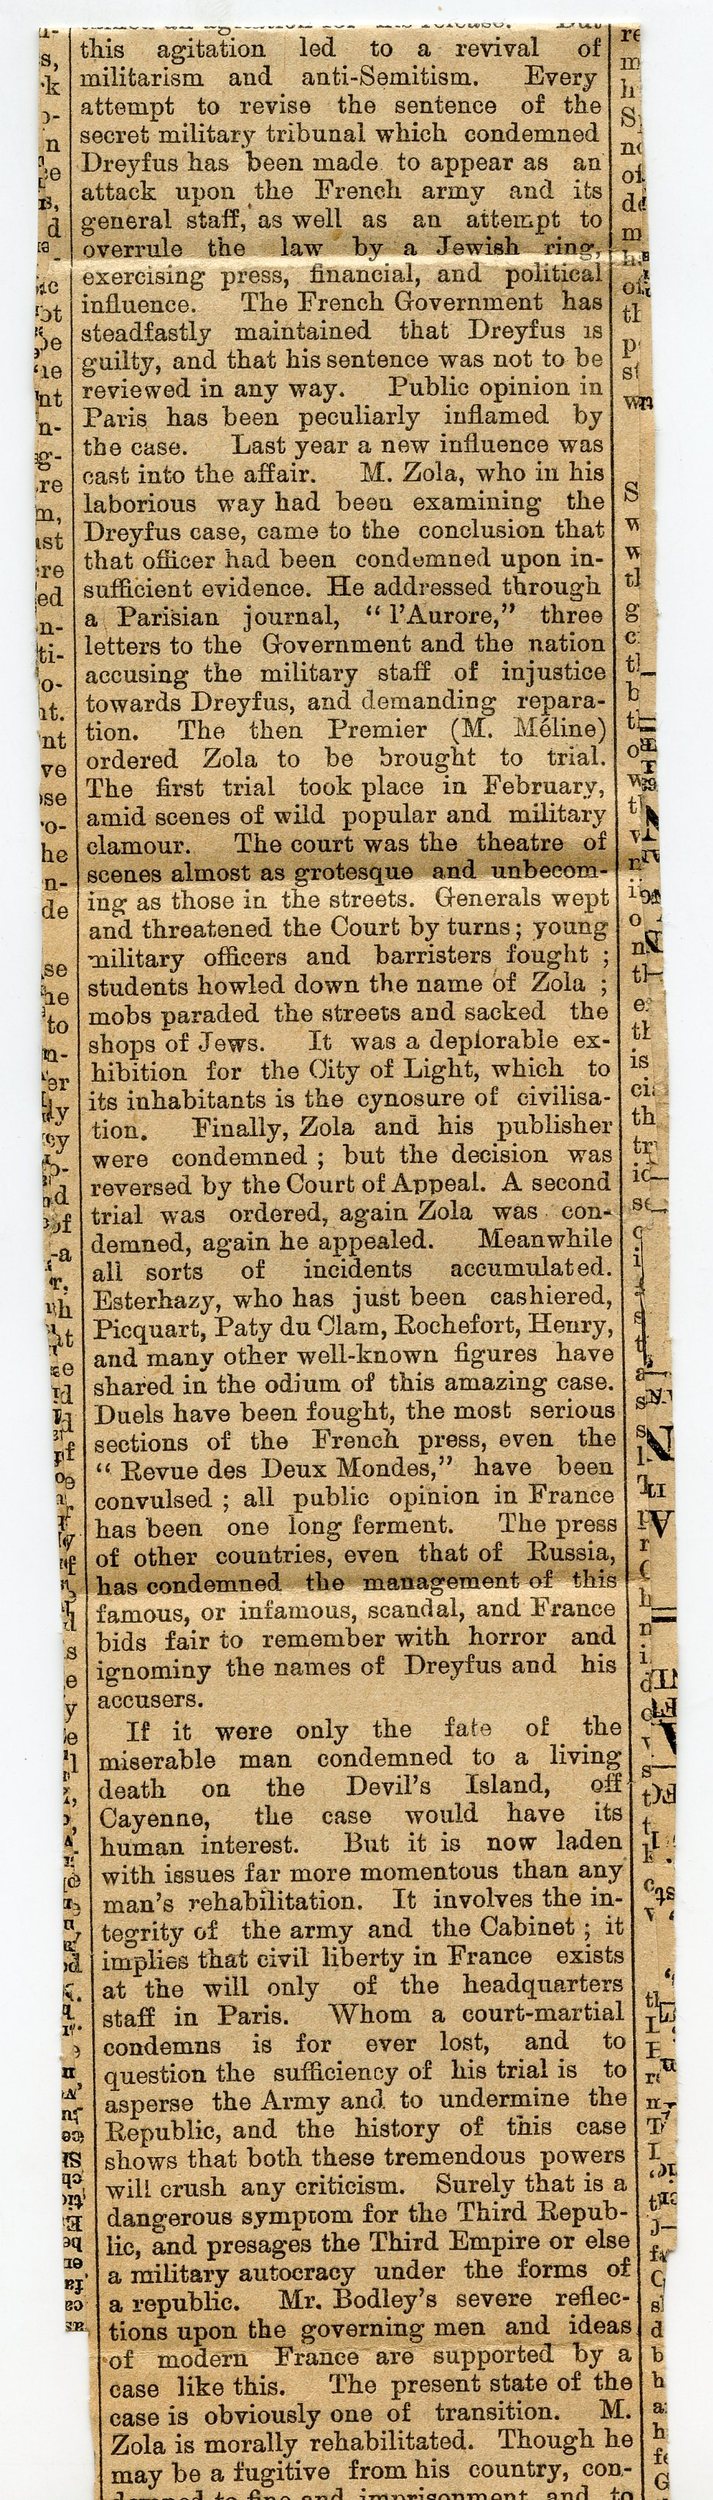 this agitation led to a revival of
militarism and anti-Semitism. Every
attempt to revise the sentence of the
secret military tribunal which condemned
Dreyfus has been made to appear as an
attack upon the French army and its
general staff, as well as an attempt to
overrule the law by a Jewish ring,
exercising press, financial, and political
influence. The French Government has
steadfastly maintained that Dreyfus is
guilty, and that his sentence was not to be
reviewed in any way. Public opinion in
Paris has been peculiarly inflamed by
the case. Last year a new influence was
cast into the affair. M. Zola, who in his
laborious way had been examining the
Dreyfus case, came to the conclusion that
that officer had been condemned upon in-
sufficient evidence. He addressed through
a Parisian journal, "l'Aurore," three
letters to the Government and the nation
accusing the military staff of injustice
towards Dreyfus, and demanding repara-
tion. The then Premier (M. Méline)
ordered Zola to be brought to trial.
The first trial took place in February,
amid scenes of wild popular and military
clamour. The court was the theatre of
scenes almost as grotesque and unbecom-
ing as those in the streets. Generals wept
and threatened the Court by turns; young
military officers and barristers fought ;
students howled down the name of Zola ;
mobs paraded the streets and sacked the
shops of Jews. It was a deplorable ex-
hibition for the City of Light, which to
its inhabitants is the cynosure of civilisa-
tion. Finally, Zola and his publisher
were condemned ; but the decision was
reversed by the Court of Appeal. A second
trial was ordered, again Zola was con-
demned, again he appealed. Meanwhile
all sorts of incidents accumulated.
Esterhazy, who has just been cashiered,
Picquart, Paty du Clam, Rochefort, Henry,
and many other well-known figures have
shared in the odium of this amazing case.
Duels have been fought, the most serious
sections of the French press, even the
"Revue des Deux Mondes," have been
convulsed ; all public opinion in France
has been one long ferment. The press
of other countries, even that of Russia,
has condemned the management of this
famous, or infamous, scandal, and France
bids fair to remember with horror and
ignominy the names of Dreyfus and his
accusers.
If it were only the fate of the
miserable man condemned to a living
death on the Devil's Island, off
Cayenne, the case would have its
human interest. But it is now laden
with issues far more momentous than any
man's rehabilitation. It involves the in-
tegrity of the army and the Cabinet ; it
implies that civil liberty in France exists
at the will only of the headquarters
staff in Paris. Whom a court-martial
condemns is for ever lost, and to
question the sufficiency of his trial is to
asperse the Army and to undermine the
Republic, and the history of this case
shows that both these tremendous powers
will crush any criticism. Surely that is a
dangerous symptom for the Third Repub-
lic, and presages the Third Empire or else
a military autocracy under the forms of
a republic. Mr. Bodley's severe reflec-
tions upon the governing men and ideas
of modern France are supported by a
case like this. The present state of the
case is obviously one of transition. M.
Zola is morally rehabilitated. Though he
may be a fugitive from his country, con-